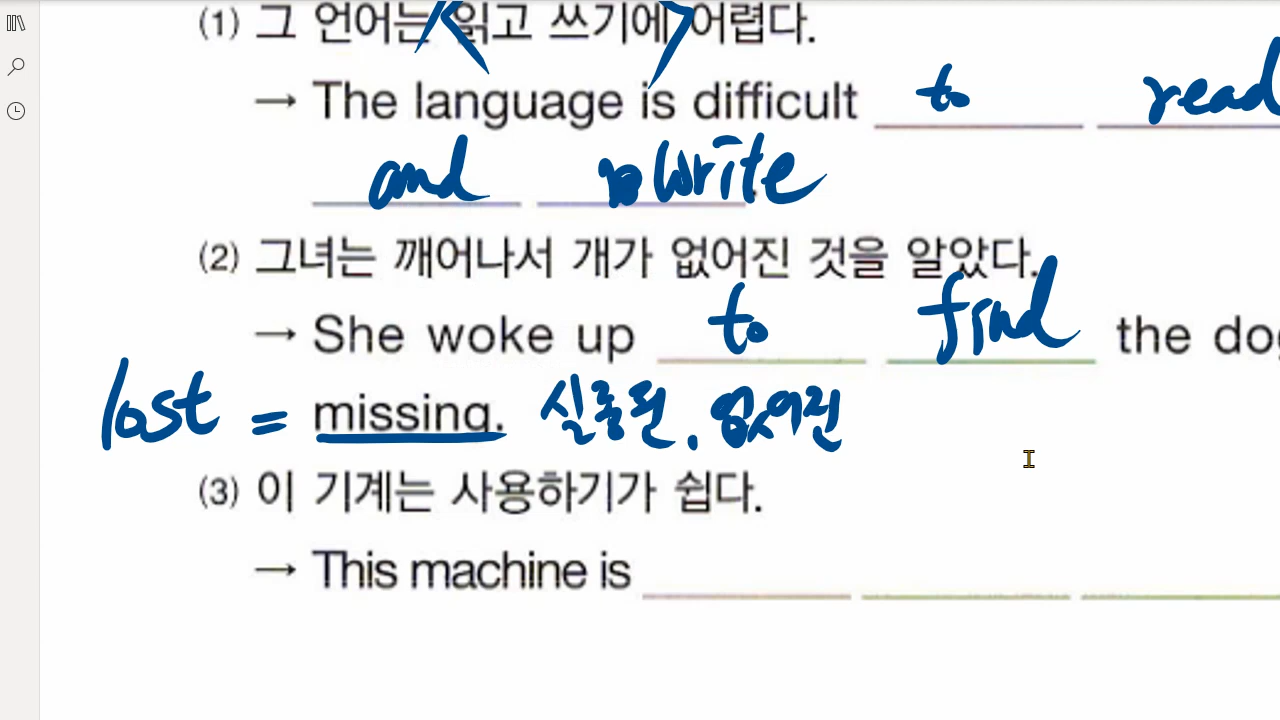 (1) 그 언어는 읽고 쓰기에 어렵다.
→ The language is difficult to read
and write
(2) 그녀는 깨어나서 개가 없어진 것을 알았다.
→ She woke up to find the dog
lost = missing. 실종된. 없어진
(3) 이 기계는 사용하기가 쉽다.
→ This machine is